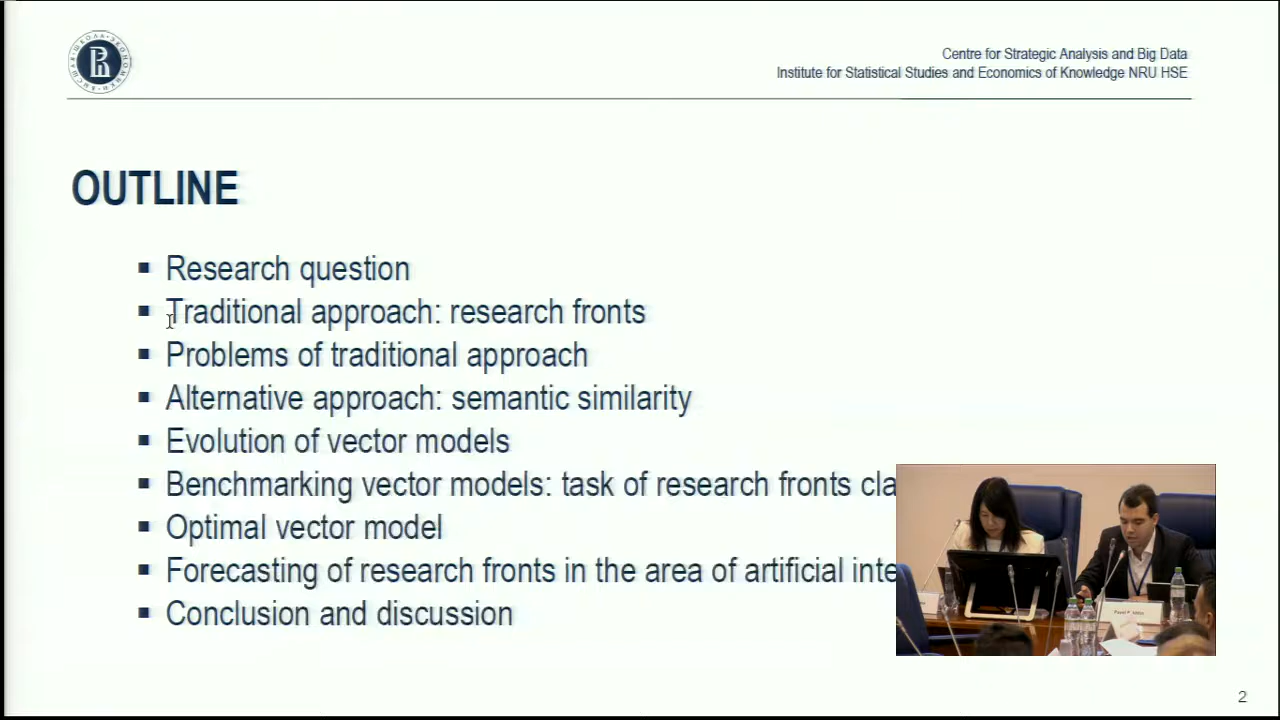 Centre for Strategic Analysis and Big Data
Institute for Statistical Studies and Economics of Knowledge NRU HSE
OUTLINE
▪ Research question
▪ Traditional approach: research fronts
▪ Problems of traditional approach
▪ Alternative approach: semantic similarity
▪ Evolution of vector models
▪ Benchmarking vector models: task of research fronts cla
▪ Optimal vector model
▪ Forecasting of research fronts in the area of artificial inte
▪ Conclusion and discussion
2